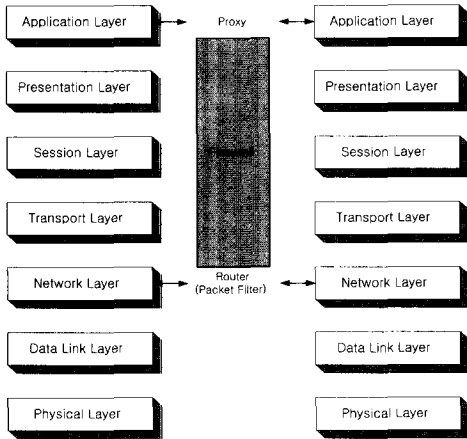 Application Layer
Proxy
Application Layer
Presentation Layer
Presentation Layer
Session Layer
Session Layer
Transport Layer
Transport Layer
Network Layer
Router
(Packet Filter)
Network Layer
Data Link Layer
Data Link Layer
Physical Layer
Physical Layer